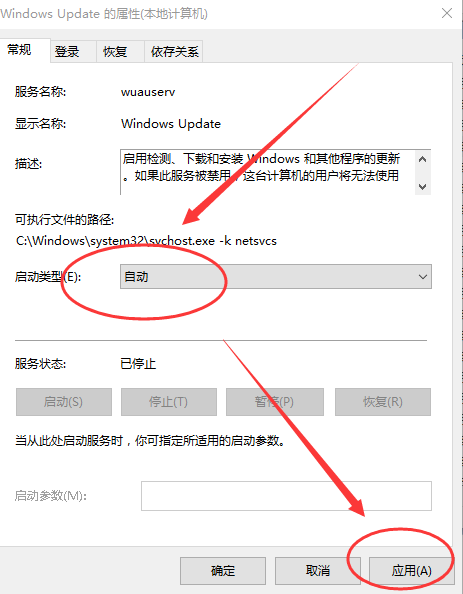 Windows Update 的属性(本地计算机)
常规 登录 恢复 依存关系
服务名称: wuauserv
显示名称: Windows Update
描述: 启用检测、下载和安装 Windows 和其他程序的更新
。如果此服务被禁用，这台计算机的用户将无法使用
可执行文件的路径:
C:\Windows\system32\svchost.exe -k netsvcs
启动类型(E): 自动
服务状态: 已停止
启动(S) 停止(T) 暂停(P) 恢复(R)
当从此处启动服务时，你可指定所适用的启动参数。
启动参数(M):
确定 取消 应用(A)